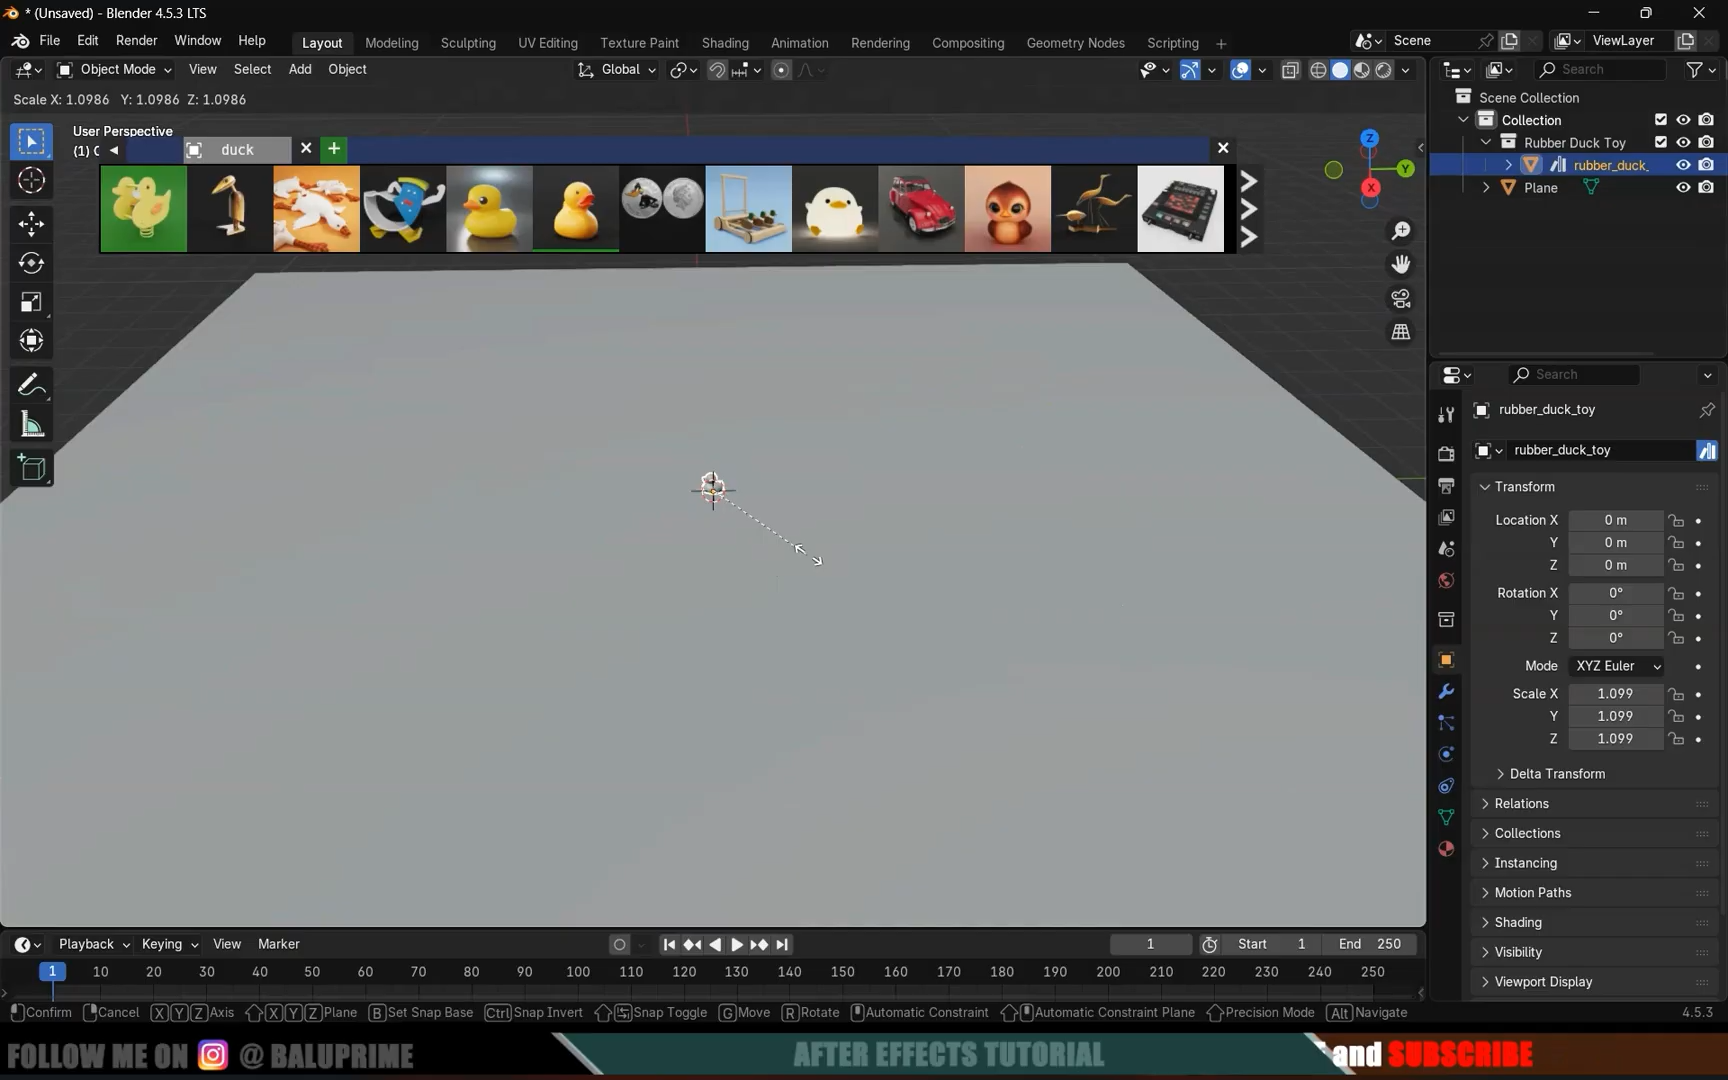 * (Unsaved) - Blender 4.5.3 LTS
File Edit Render Window Help Layout Modeling Sculpting UV Editing Texture Paint Shading Animation Rendering Compositing Geometry Nodes Scripting + Scene ViewLayer
Object Mode View Select Add Object Global Search
Scale X: 1.0986 Y: 1.0986 Z: 1.0986
Scene Collection
User Perspective
Collection
(1) C duck
Rubber Duck Toy
rubber_duck_
Plane
Z
Y
X
Search
rubber_duck_toy
rubber_duck_toy
Transform
Location X 0 m
Y 0 m
Z 0 m
Rotation X 0°
Y 0°
Z 0°
Mode XYZ Euler
Scale X 1.099
Y 1.099
Z 1.099
Delta Transform
Relations
Collections
Instancing
Motion Paths
Shading
Visibility
Viewport Display
Playback Keying View Marker 1 Start 1 End 250
1 10 20 30 40 50 60 70 80 90 100 110 120 130 140 150 160 170 180 190 200 210 220 230 240 250
Confirm Cancel X Y Z Axis X Y Z Plane B Set Snap Base Ctrl Snap Invert Snap Toggle G Move R Rotate Automatic Constraint Automatic Constraint Plane Precision Mode Alt Navigate 4.5.3
FOLLOW ME ON @ BALUPRIME AFTER EFFECTS TUTORIAL and SUBSCRIBE